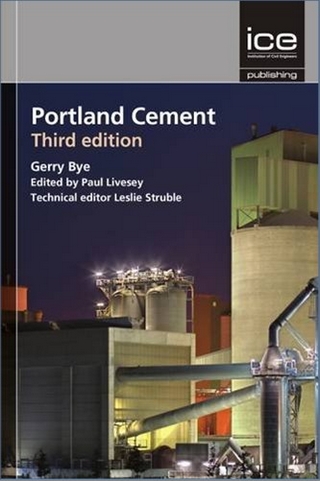 ice
Institution of Civil Engineers
publishing
Portland Cement
Third edition
Gerry Bye
Edited by Paul Livesey
Technical editor Leslie Struble